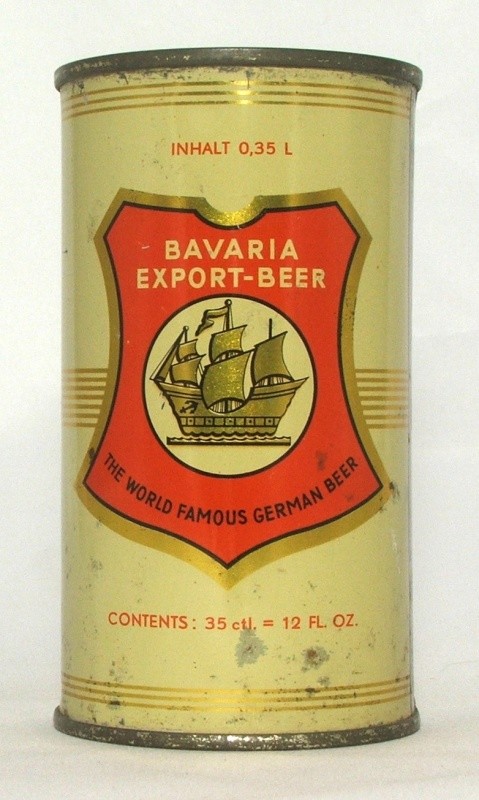 INHALT 0,35 L
BAVARIA
EXPORT-BEER
THE WORLD FAMOUS GERMAN BEER
CONTENTS: 35 ctl. = 12 FL. OZ.